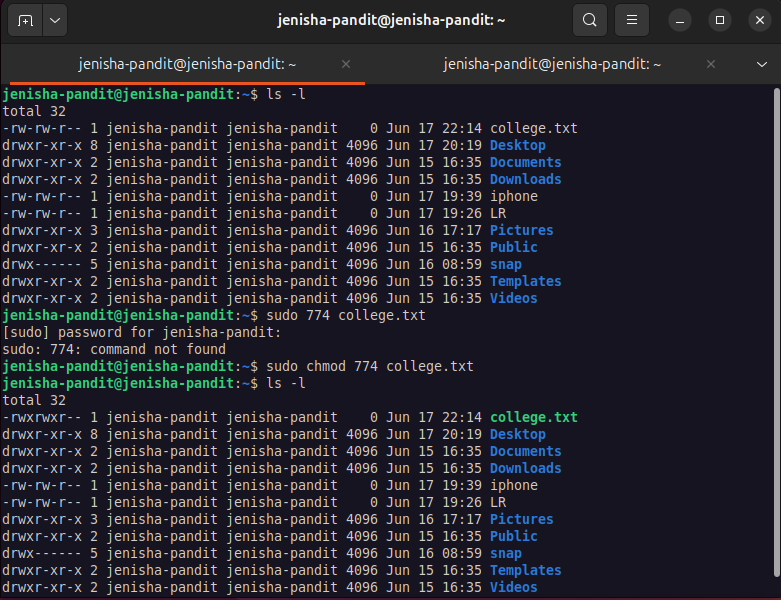 jenisha-pandit@jenisha-pandit: ~
jenisha-pandit@jenisha-pandit: ~
jenisha-pandit@jenisha-pandit: ~
jenisha-pandit@jenisha-pandit:~$ ls -l
total 32
-rw-rw-r-- 1 jenisha-pandit jenisha-pandit    0 Jun 17 22:14 college.txt
drwxr-xr-x 8 jenisha-pandit jenisha-pandit 4096 Jun 17 20:19 Desktop
drwxr-xr-x 2 jenisha-pandit jenisha-pandit 4096 Jun 15 16:35 Documents
drwxr-xr-x 2 jenisha-pandit jenisha-pandit 4096 Jun 15 16:35 Downloads
-rw-rw-r-- 1 jenisha-pandit jenisha-pandit    0 Jun 17 19:39 iphone
-rw-rw-r-- 1 jenisha-pandit jenisha-pandit    0 Jun 17 19:26 LR
drwxr-xr-x 3 jenisha-pandit jenisha-pandit 4096 Jun 16 17:17 Pictures
drwxr-xr-x 2 jenisha-pandit jenisha-pandit 4096 Jun 15 16:35 Public
drwx------ 5 jenisha-pandit jenisha-pandit 4096 Jun 16 08:59 snap
drwxr-xr-x 2 jenisha-pandit jenisha-pandit 4096 Jun 15 16:35 Templates
drwxr-xr-x 2 jenisha-pandit jenisha-pandit 4096 Jun 15 16:35 Videos
jenisha-pandit@jenisha-pandit:~$ sudo 774 college.txt
[sudo] password for jenisha-pandit:
sudo: 774: command not found
jenisha-pandit@jenisha-pandit:~$ sudo chmod 774 college.txt
jenisha-pandit@jenisha-pandit:~$ ls -l
total 32
-rwxrwxr-- 1 jenisha-pandit jenisha-pandit    0 Jun 17 22:14 college.txt
drwxr-xr-x 8 jenisha-pandit jenisha-pandit 4096 Jun 17 20:19 Desktop
drwxr-xr-x 2 jenisha-pandit jenisha-pandit 4096 Jun 15 16:35 Documents
drwxr-xr-x 2 jenisha-pandit jenisha-pandit 4096 Jun 15 16:35 Downloads
-rw-rw-r-- 1 jenisha-pandit jenisha-pandit    0 Jun 17 19:39 iphone
-rw-rw-r-- 1 jenisha-pandit jenisha-pandit    0 Jun 17 19:26 LR
drwxr-xr-x 3 jenisha-pandit jenisha-pandit 4096 Jun 16 17:17 Pictures
drwxr-xr-x 2 jenisha-pandit jenisha-pandit 4096 Jun 15 16:35 Public
drwx------ 5 jenisha-pandit jenisha-pandit 4096 Jun 16 08:59 snap
drwxr-xr-x 2 jenisha-pandit jenisha-pandit 4096 Jun 15 16:35 Templates
drwxr-xr-x 2 jenisha-pandit jenisha-pandit 4096 Jun 15 16:35 Videos